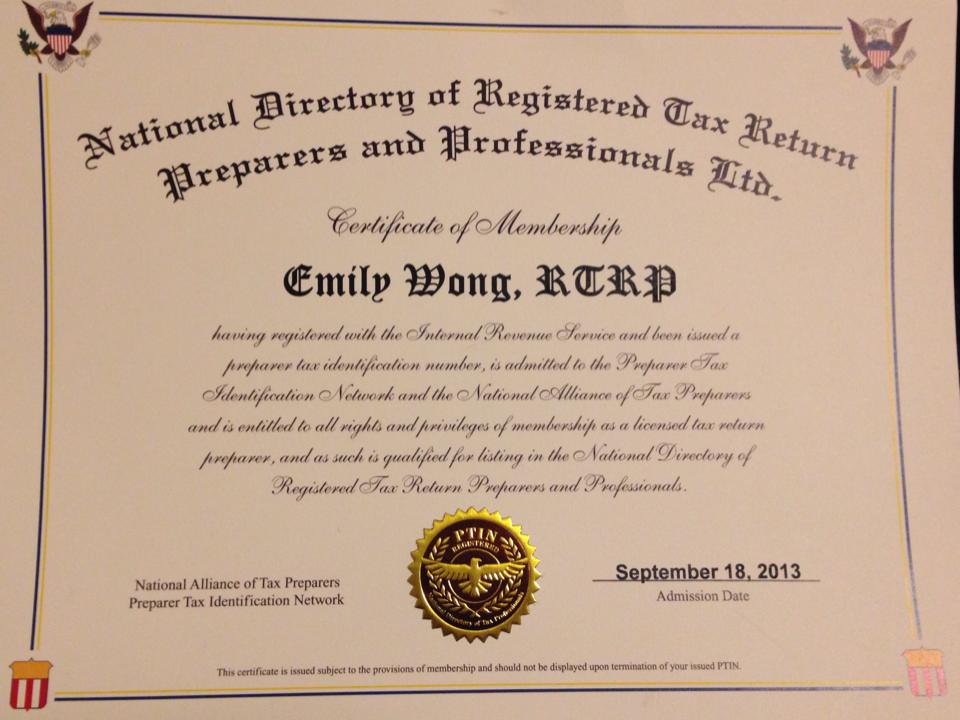 National Directory of Registered Tax Return
Preparers and Professionals Ltd.
Certificate of Membership
Emily Wong, RTRP
having registered with the Internal Revenue Service and been issued a
preparer tax identification number, is admitted to the Preparer Tax
Identification Network and the National Alliance of Tax Preparers
and is entitled to all rights and privileges of membership as a licensed tax return
preparer, and as such is qualified for listing in the National Directory of
Registered Tax Return Preparers and Professionals.
PTIN
REGISTERED
National Directory of Tax Professionals
National Alliance of Tax Preparers
Preparer Tax Identification Network
September 18, 2013
Admission Date
This certificate is issued subject to the provisions of membership and should not be displayed upon termination of your issued PTIN.